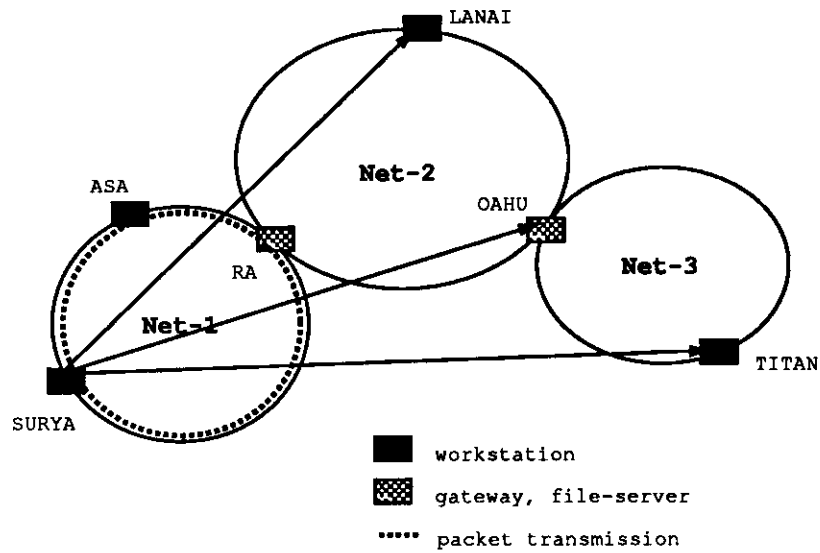 LANAI
Net-2
ASA
OAHU
RA
Net-3
Net-1
TITAN
SURYA
workstation
gateway, file-server
packet transmission